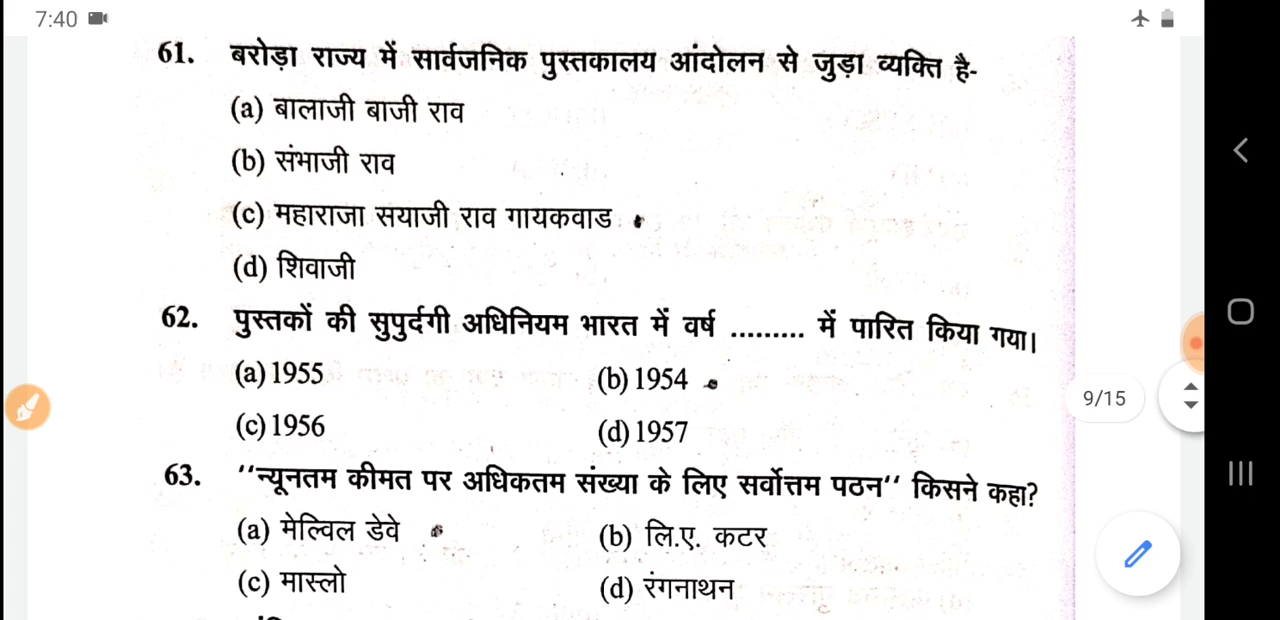 7:40
61. बरोड़ा राज्य में सार्वजनिक पुस्तकालय आंदोलन से जुड़ा व्यक्ति है-
(a) बालाजी बाजी राव
(b) संभाजी राव
(c) महाराजा सयाजी राव गायकवाड
(d) शिवाजी
62. पुस्तकों की सुपुर्दगी अधिनियम भारत में वर्ष ......... में पारित किया गया।
(a) 1955 (b) 1954
(c) 1956 (d) 1957
9/15
63. ''न्यूनतम कीमत पर अधिकतम संख्या के लिए सर्वोत्तम पठन'' किसने कहा?
(a) मेल्विल डेवे (b) लि.ए. कटर
(c) मास्लो (d) रंगनाथन